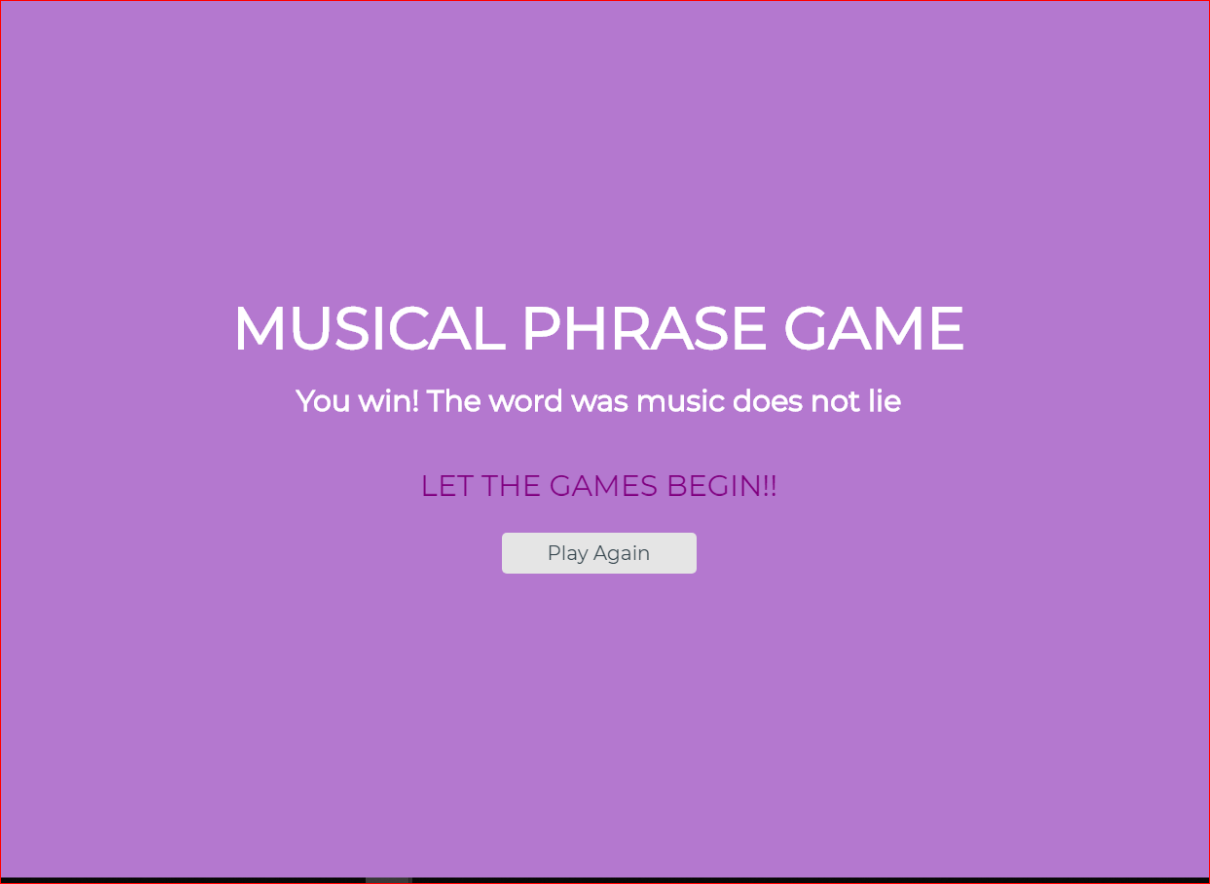 MUSICAL PHRASE GAME
You win! The word was music does not lie
LET THE GAMES BEGIN!!
Play Again